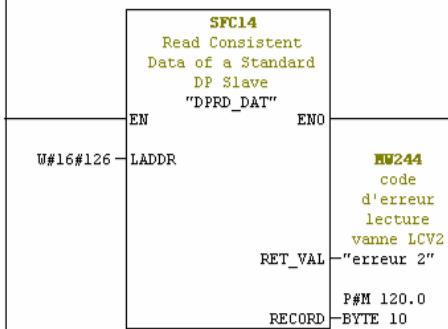 SFC14
Read Consistent
Data of a Standard
DP Slave
"DPRD_DAT"
EN ENO
W#16#126 LADDR
MW244
code
d'erreur
lecture
vanne LCV2
RET_VAL "erreur 2"
P#M 120.0
RECORD BYTE 10